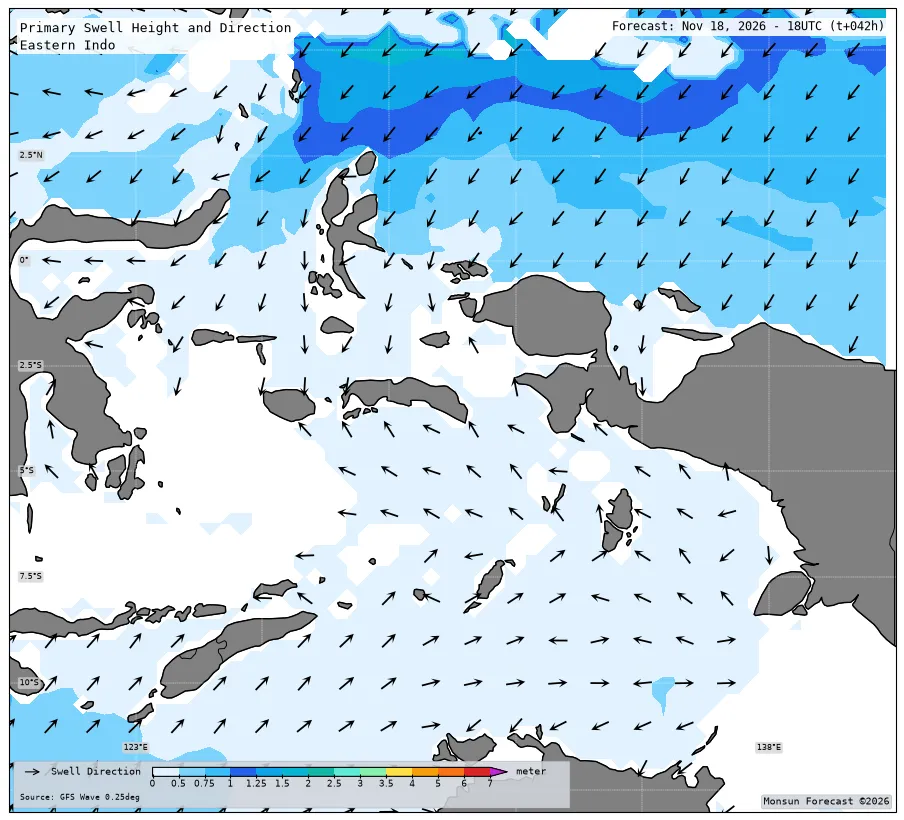 Primary Swell Height and Direction
Eastern Indo
Forecast: Nov 18, 2026 - 18UTC (t+042h)
2.5°N
0°
2.5°S
5°S
7.5°S
10°S
123°E
138°E
Swell Direction
0 0.5 0.75 1 1.25 1.5 2 2.5 3 3.5 4 5 6 7
meter
Source: GFS Wave 0.25deg
Monsun Forecast ©2026